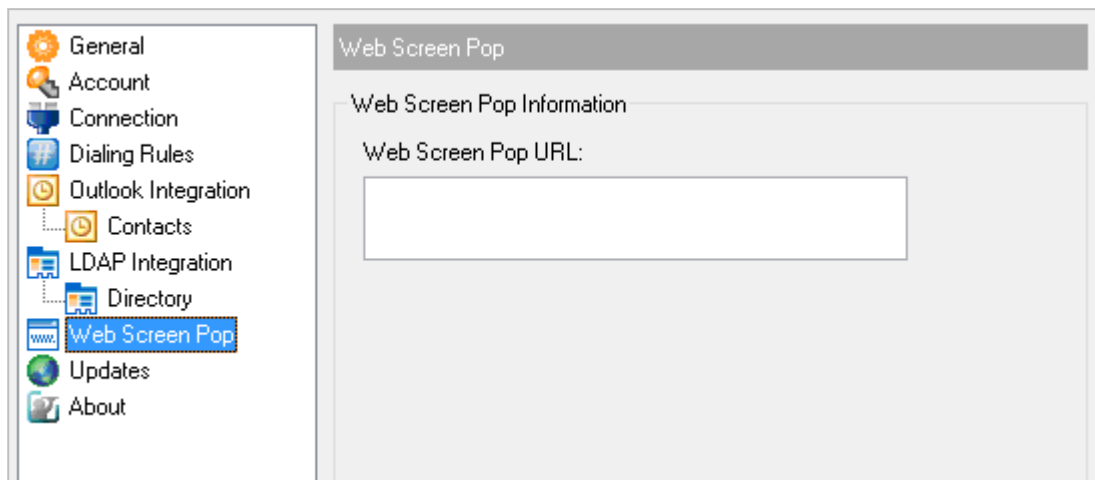 General
Account
Connection
# Dialing Rules
Outlook Integration
Contacts
LDAP Integration
Directory
www. Web Screen Pop
Updates
About
Web Screen Pop
Web Screen Pop Information
Web Screen Pop URL: